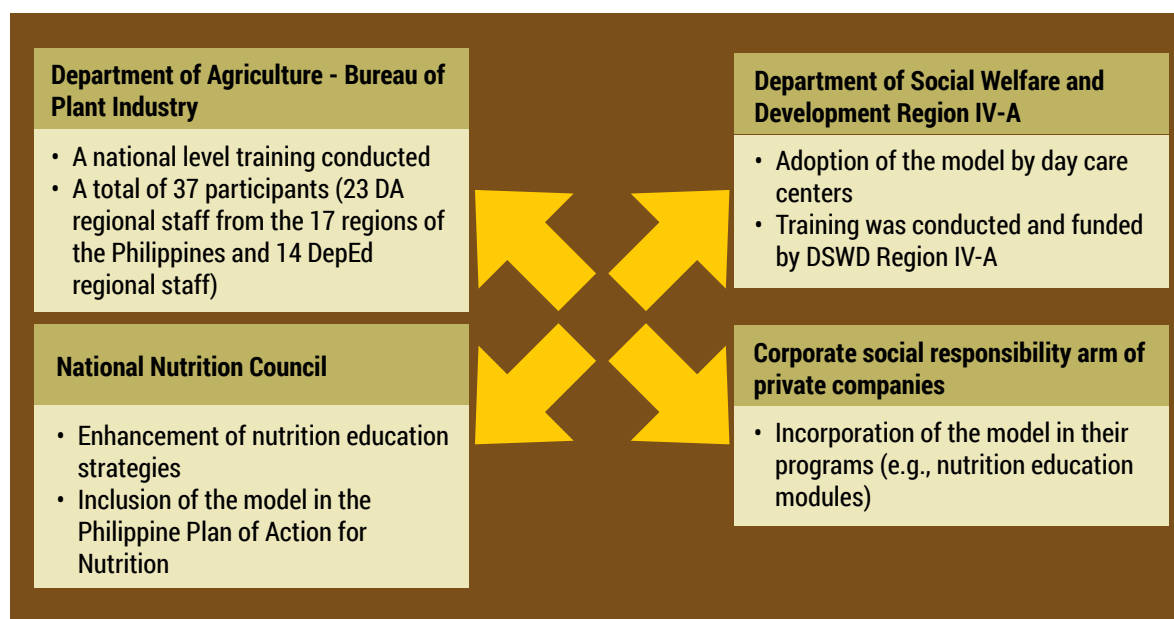 Department of Agriculture - Bureau of
Plant Industry
• A national level training conducted
• A total of 37 participants (23 DA
regional staff from the 17 regions of
the Philippines and 14 DepEd
regional staff)
Department of Social Welfare and
Development Region IV-A
• Adoption of the model by day care
centers
• Training was conducted and funded
by DSWD Region IV-A
National Nutrition Council
• Enhancement of nutrition education
strategies
• Inclusion of the model in the
Philippine Plan of Action for
Nutrition
Corporate social responsibility arm of
private companies
• Incorporation of the model in their
programs (e.g., nutrition education
modules)